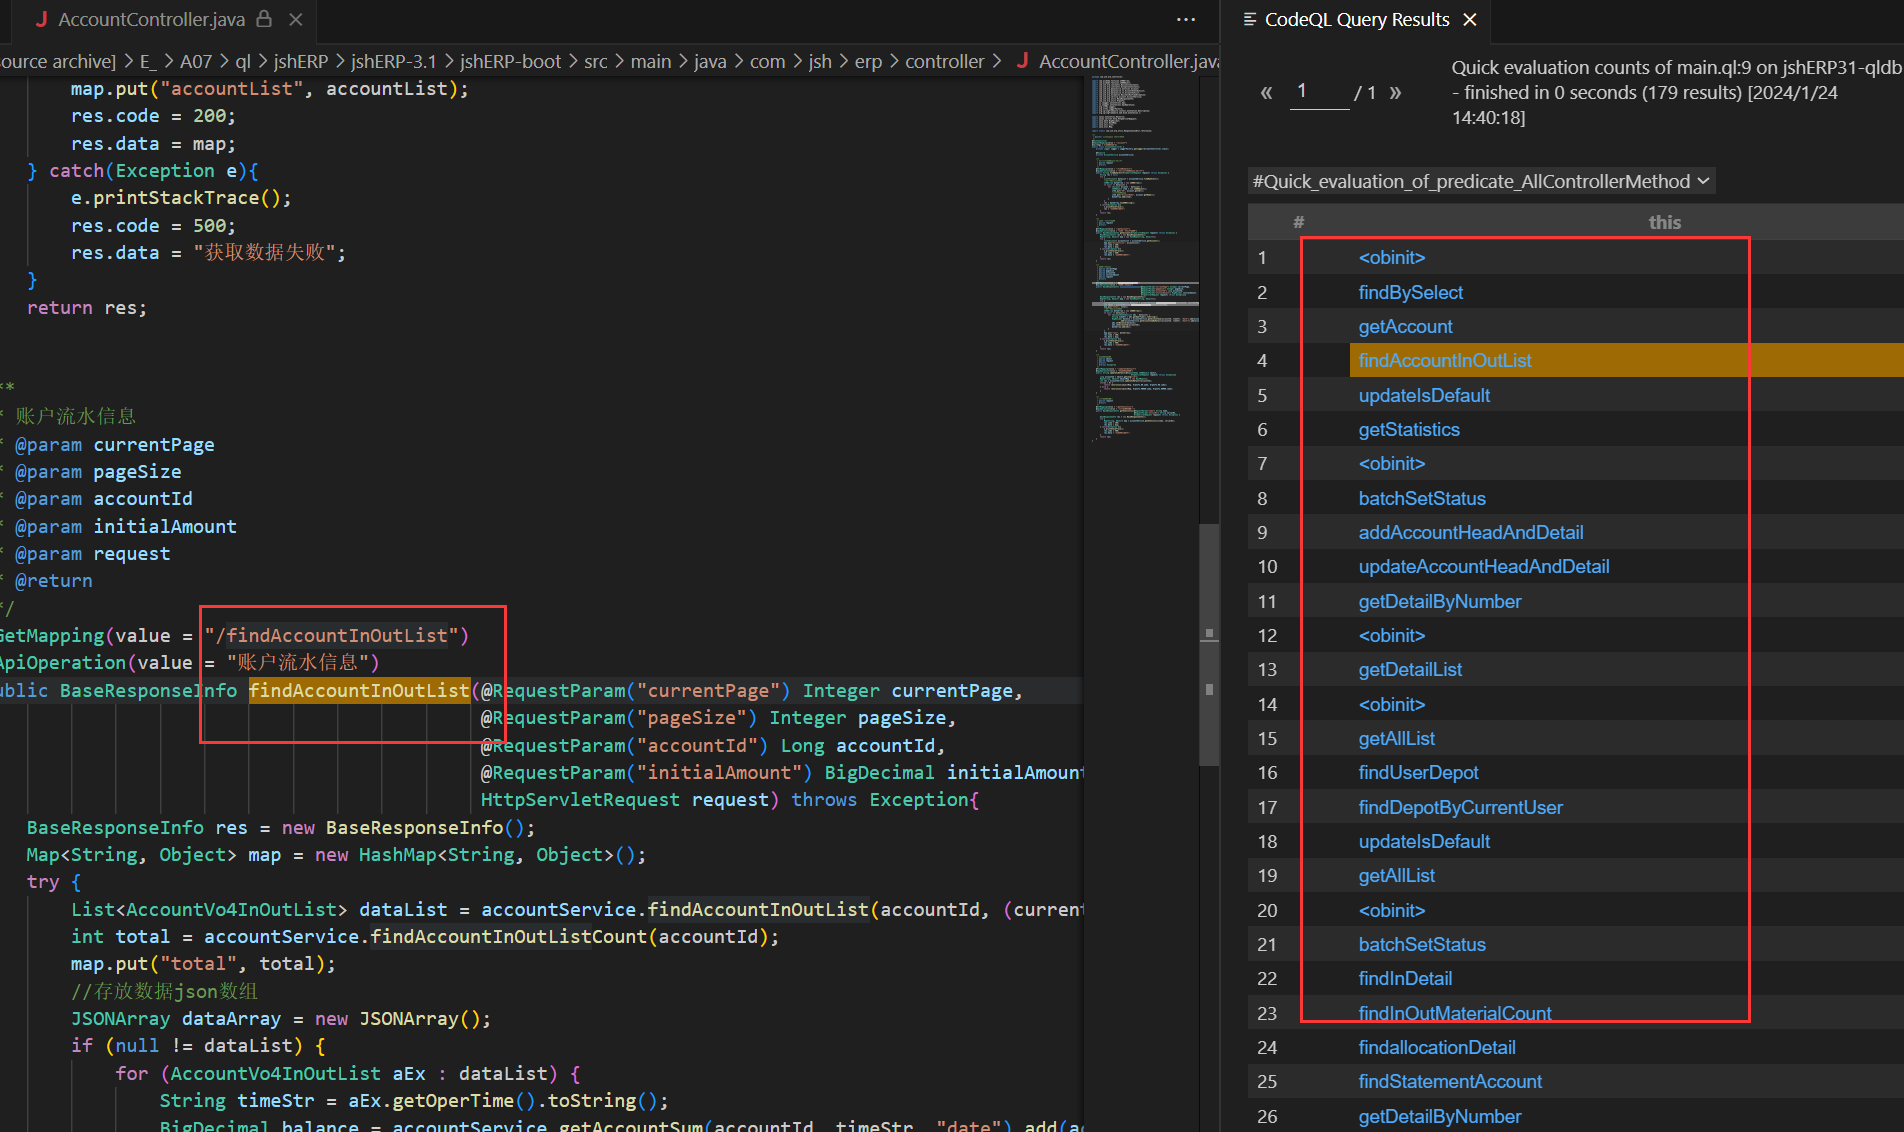 AccountController.java
source archive] > E_ > A07 > ql > jshERP > jshERP-3.1 > jshERP-boot > src > main > java > com > jsh > erp > controller > AccountController.java
map.put("accountList", accountList);
res.code = 200;
res.data = map;
} catch(Exception e){
e.printStackTrace();
res.code = 500;
res.data = "获取数据失败";
}
return res;
**
* 账户流水信息
* @param currentPage
* @param pageSize
* @param accountId
* @param initialAmount
* @param request
* @return
*/
GetMapping(value = "/findAccountInOutList")
ApiOperation(value = "账户流水信息")
ublic BaseResponseInfo findAccountInOutList(@RequestParam("currentPage") Integer currentPage,
@RequestParam("pageSize") Integer pageSize,
@RequestParam("accountId") Long accountId,
@RequestParam("initialAmount") BigDecimal initialAmount
HttpServletRequest request) throws Exception{
BaseResponseInfo res = new BaseResponseInfo();
Map<String, Object> map = new HashMap<String, Object>();
try {
List<AccountVo4InOutList> dataList = accountService.findAccountInOutList(accountId, (current
int total = accountService.findAccountInOutListCount(accountId);
map.put("total", total);
//存放数据json数组
JSONArray dataArray = new JSONArray();
if (null != dataList) {
for (AccountVo4InOutList aEx : dataList) {
String timeStr = aEx.getOperTime().toString();
BigDecimal balance = accountService.getAccountSum(accountId, timeStr, "date").add(ac
CodeQL Query Results
« 1 / 1 »
Quick evaluation counts of main.ql:9 on jshERP31-qldb
- finished in 0 seconds (179 results) [2024/1/24
14:40:18]
#Quick_evaluation_of_predicate_AllControllerMethod
# this
1 <obinit>
2 findBySelect
3 getAccount
4 findAccountInOutList
5 updateIsDefault
6 getStatistics
7 <obinit>
8 batchSetStatus
9 addAccountHeadAndDetail
10 updateAccountHeadAndDetail
11 getDetailByNumber
12 <obinit>
13 getDetailList
14 <obinit>
15 getAllList
16 findUserDepot
17 findDepotByCurrentUser
18 updateIsDefault
19 getAllList
20 <obinit>
21 batchSetStatus
22 findInDetail
23 findInOutMaterialCount
24 findallocationDetail
25 findStatementAccount
26 getDetailByNumber